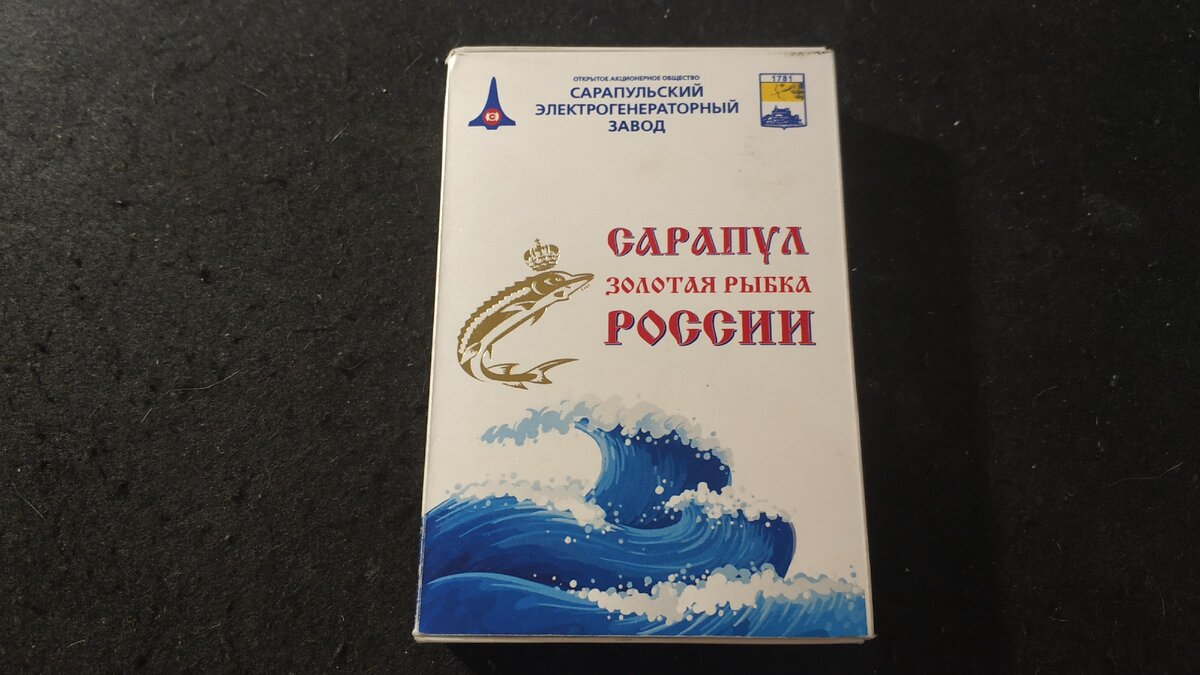 ОТКРЫТОЕ АКЦИОНЕРНОЕ ОБЩЕСТВО
САРАПУЛЬСКИЙ
ЭЛЕКТРОГЕНЕРАТОРНЫЙ
ЗАВОД
С
1781
САРАПУЛ
ЗОЛОТАЯ РЫБКА
РОССИИ